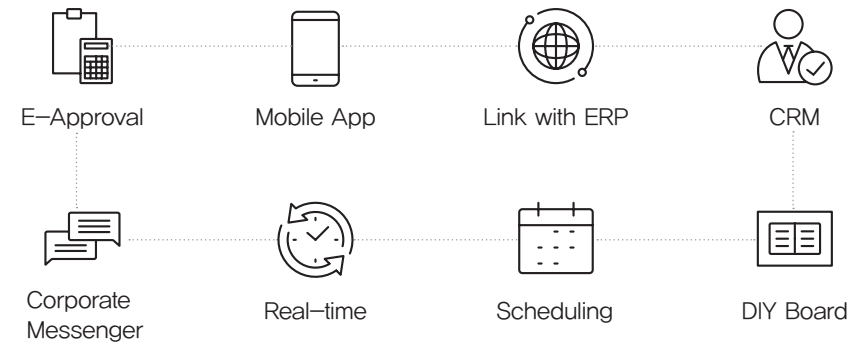 E-Approval
Mobile App
Link with ERP
CRM
Corporate
Messenger
Real-time
Scheduling
DIY Board